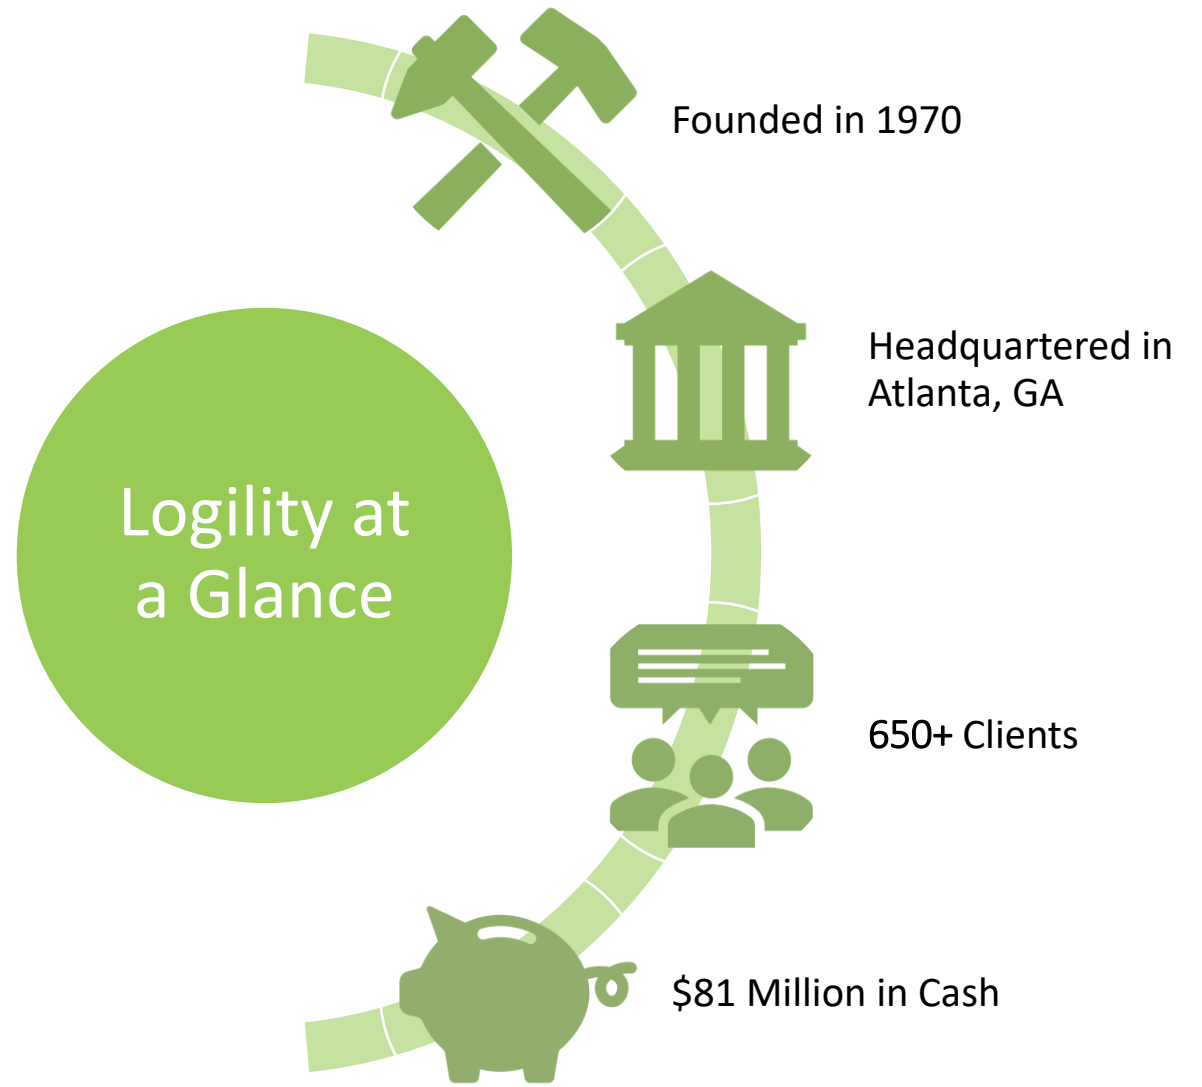 Founded in 1970
Headquartered in
Atlanta, GA
Logility at
a Glance
650+ Clients
$81 Million in Cash